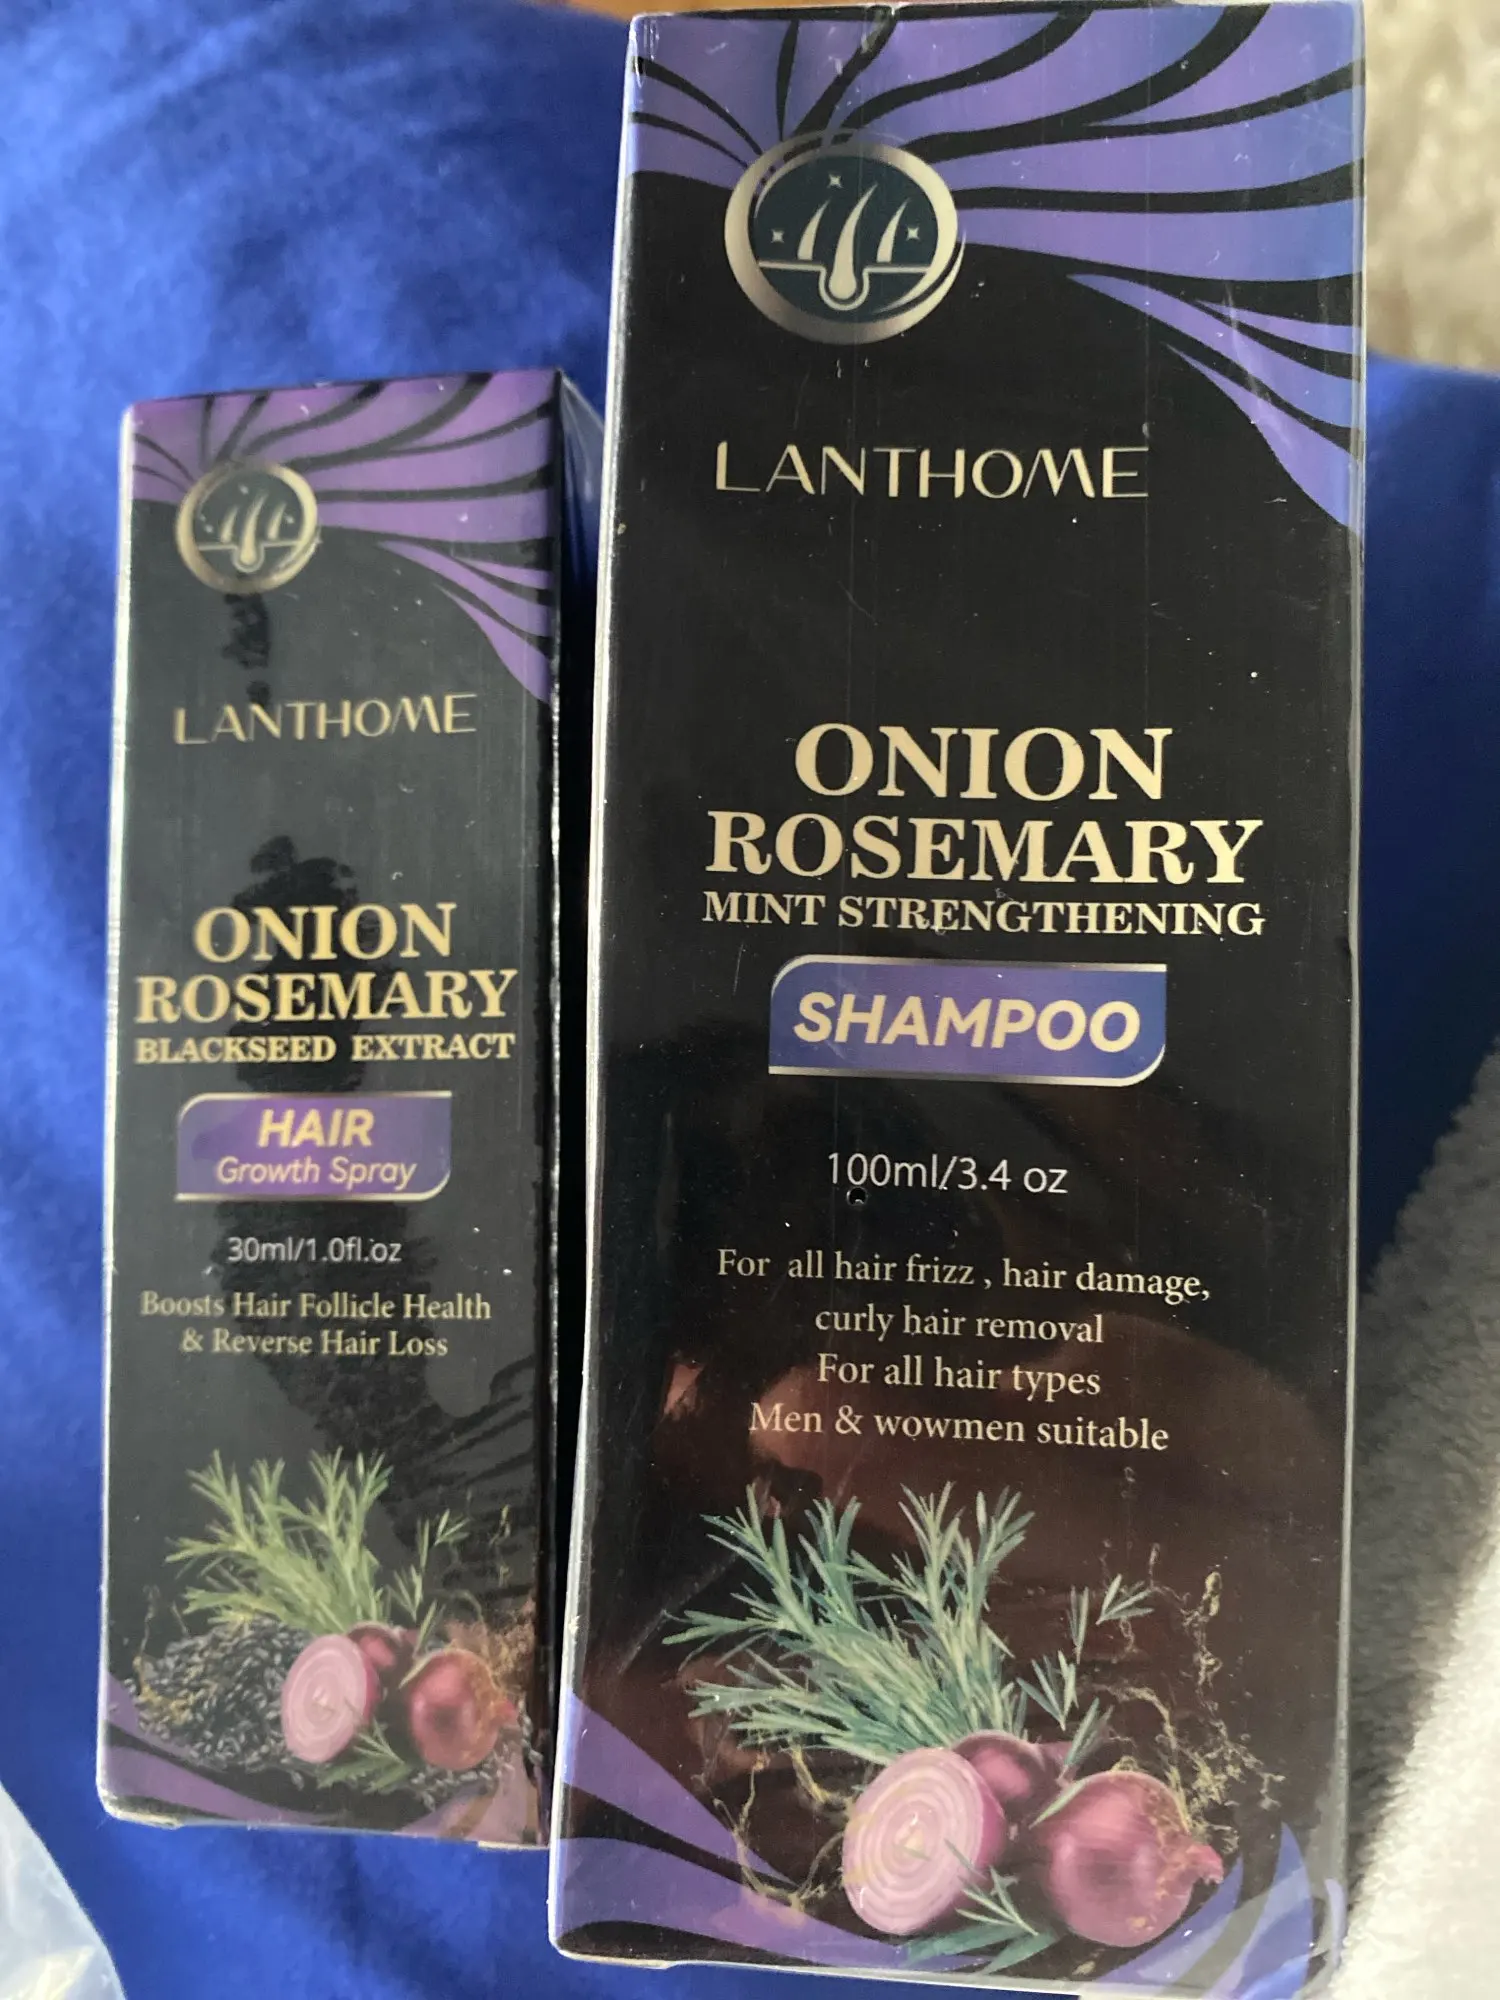 LANTHOME
ONION
ROSEMARY
BLACKSEED EXTRACT
HAIR
Growth Spray
30ml/1.0fl.oz
Boosts Hair Follicle Health
& Reverse Hair Loss
LANTHOME
ONION
ROSEMARY
MINT STRENGTHENING
SHAMPOO
100ml/3.4 oz
For all hair frizz , hair damage,
curly hair removal
For all hair types
Men & wowmen suitable